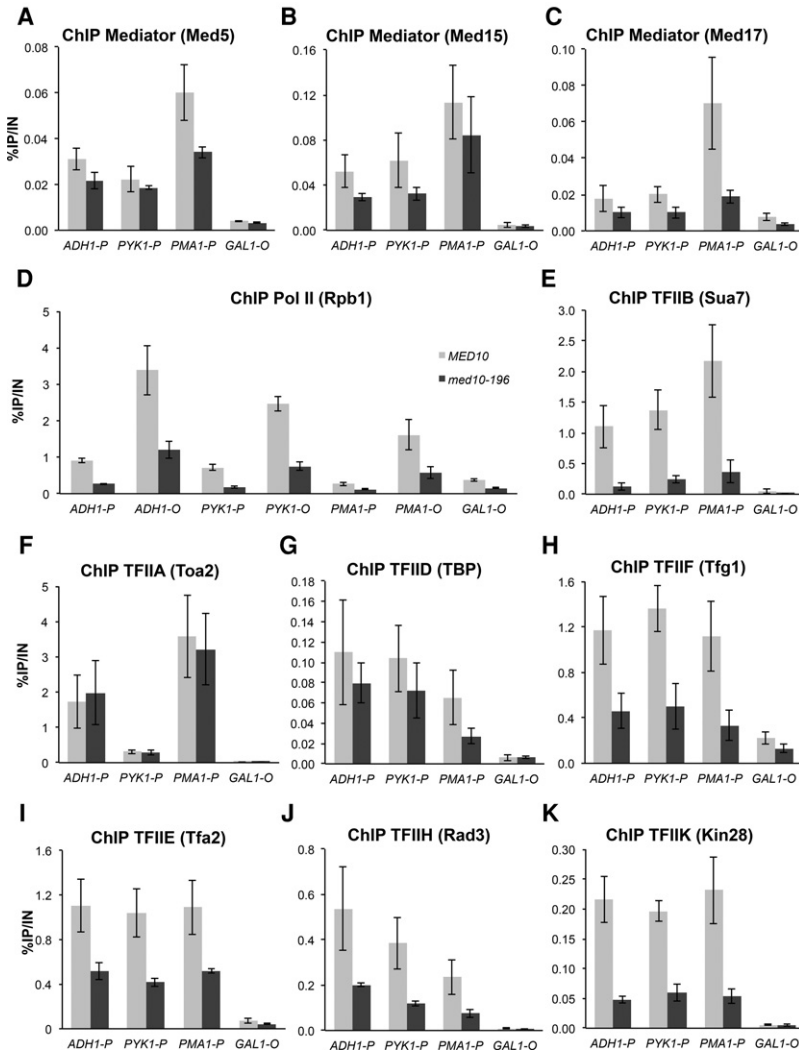 A
ChIP Mediator (Med5)
%IP/IN
0.08
0.06
0.04
0.02
0.00
ADH1-P PYK1-P PMA1-P GAL1-O
B
ChIP Mediator (Med15)
0.16
0.12
0.08
0.04
0.00
ADH1-P PYK1-P PMA1-P GAL1-O
C
ChIP Mediator (Med17)
0.10
0.08
0.06
0.04
0.02
0.00
ADH1-P PYK1-P PMA1-P GAL1-O
D
ChIP Pol II (Rpb1)
%IP/IN
5
4
3
2
1
0
MED10
med10-196
ADH1-P ADH1-O PYK1-P PYK1-O PMA1-P PMA1-O GAL1-O
E
ChIP TFIIB (Sua7)
3.0
2.5
2.0
1.5
1.0
0.5
0.0
ADH1-P PYK1-P PMA1-P GAL1-O
F
ChIP TFIIA (Toa2)
%IP/IN
5
4
3
2
1
0
ADH1-P PYK1-P PMA1-P GAL1-O
G
ChIP TFIID (TBP)
0.18
0.16
0.14
0.12
0.10
0.08
0.06
0.04
0.02
0.00
ADH1-P PYK1-P PMA1-P GAL1-O
H
ChIP TFIIF (Tfg1)
1.6
1.2
0.8
0.4
0.0
ADH1-P PYK1-P PMA1-P GAL1-O
I
ChIP TFIIE (Tfa2)
%IP/IN
1.6
1.2
0.8
0.4
0
ADH1-P PYK1-P PMA1-P GAL1-O
J
ChIP TFIIH (Rad3)
0.8
0.6
0.4
0.2
0.0
ADH1-P PYK1-P PMA1-P GAL1-O
K
ChIP TFIIK (Kin28)
0.30
0.25
0.20
0.15
0.10
0.05
0.00
ADH1-P PYK1-P PMA1-P GAL1-O